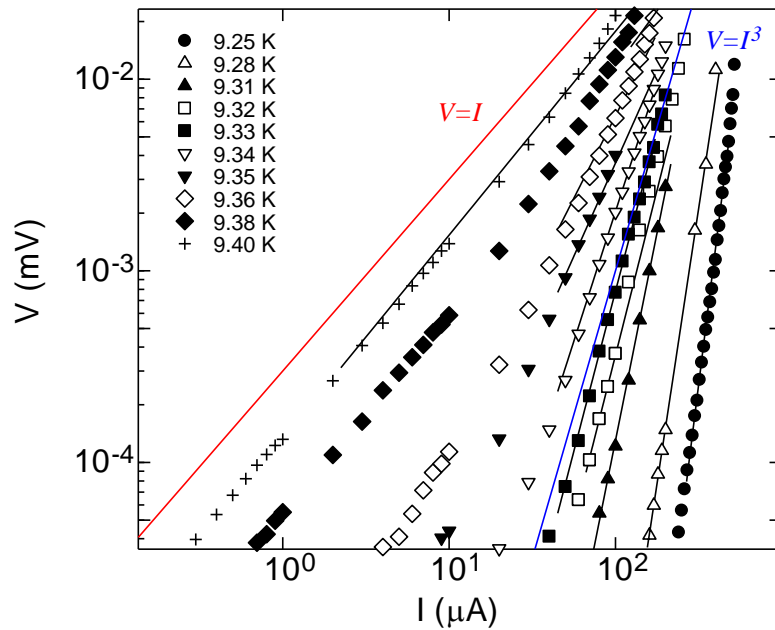 V=I
V=I³
9.25 K
9.28 K
9.31 K
9.32 K
9.33 K
9.34 K
9.35 K
9.36 K
9.38 K
9.40 K
V (mV)
10⁻²
10⁻³
10⁻⁴
10⁰ 10¹ 10²
I (μA)